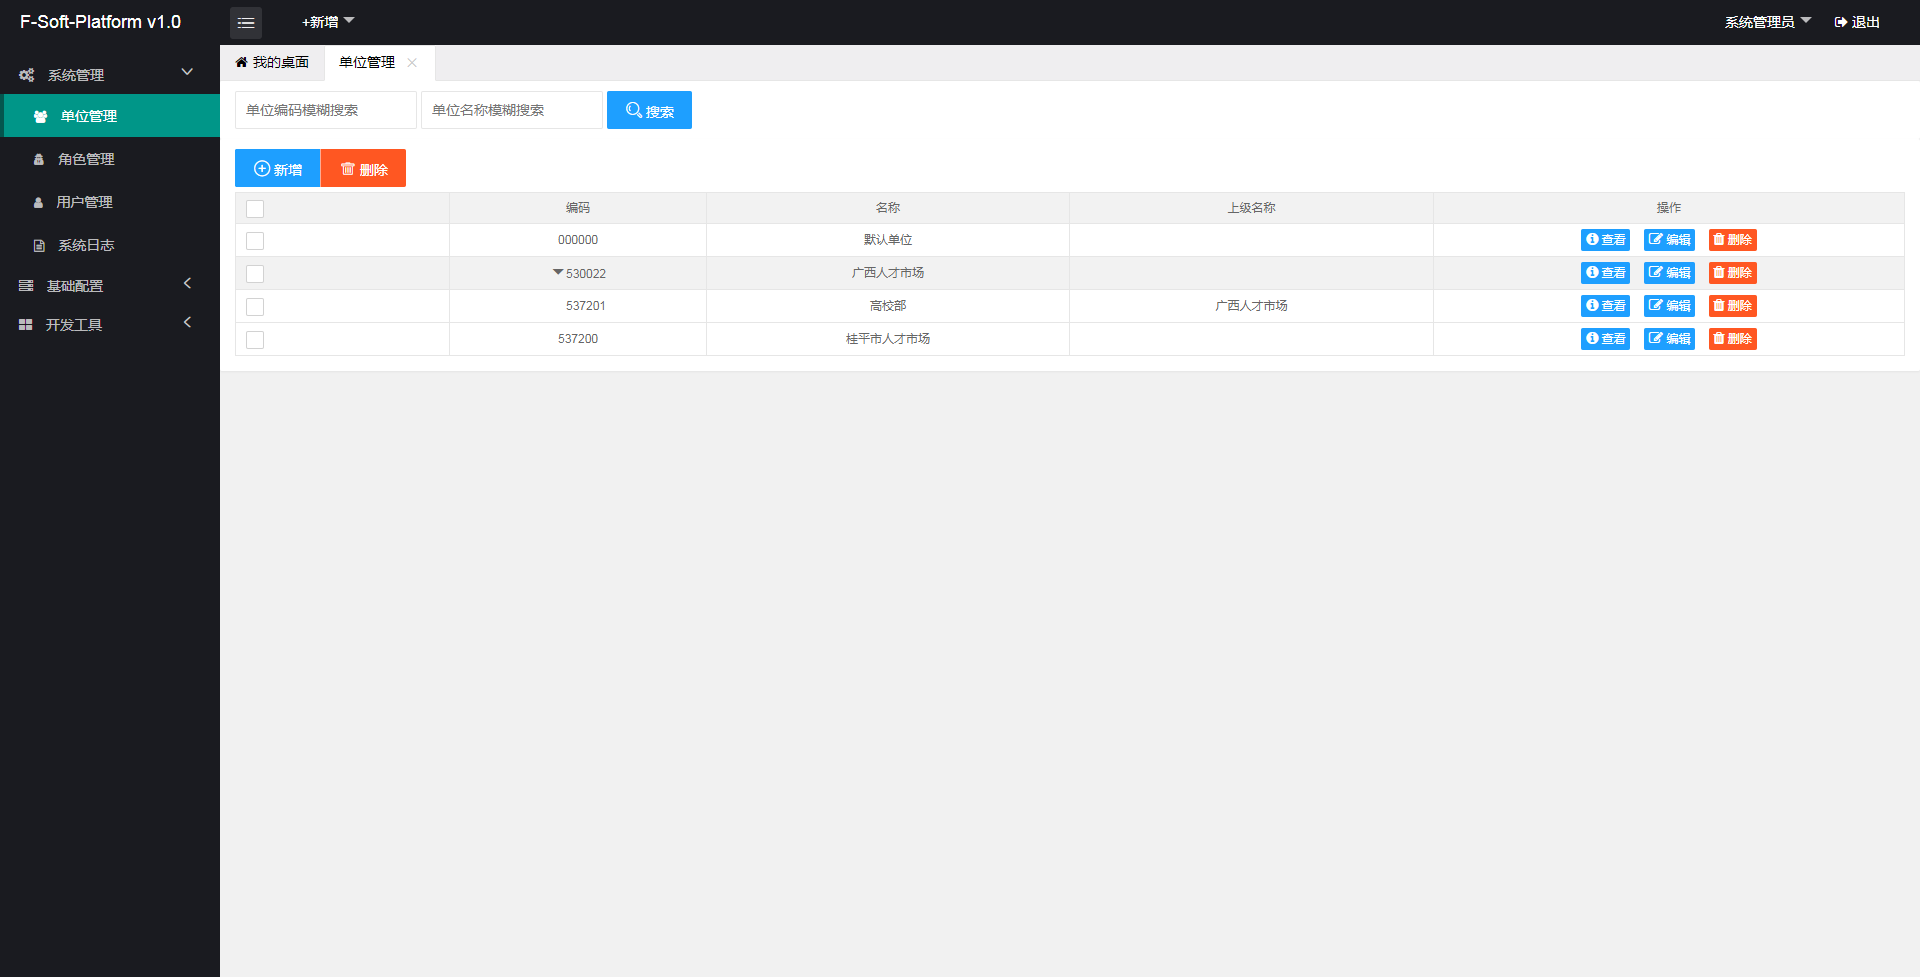 F-Soft-Platform v1.0
+新增
系统管理员
退出
系统管理
单位管理
角色管理
用户管理
系统日志
基础配置
开发工具
我的桌面
单位管理
单位编码模糊搜索
单位名称模糊搜索
搜索
新增
删除
编码 名称 上级名称 操作
000000 默认单位 查看 编辑 删除
530022 广西人才市场 查看 编辑 删除
537201 高校部 广西人才市场 查看 编辑 删除
537200 桂平市人才市场 查看 编辑 删除